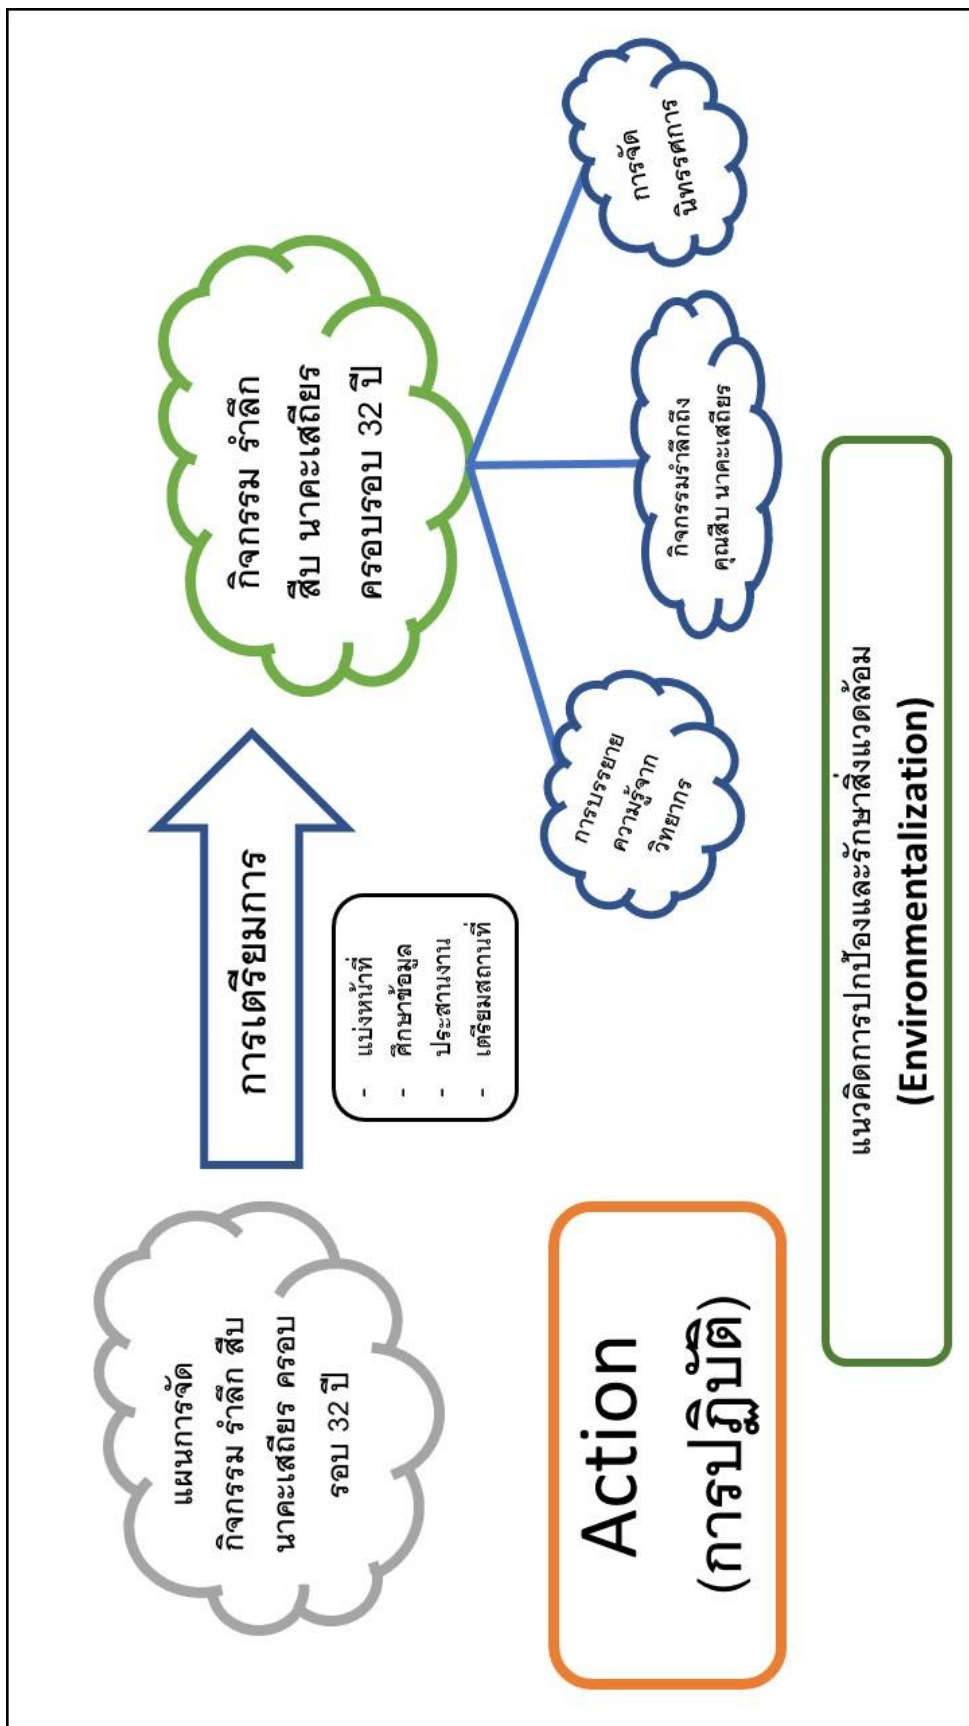 แผนการจัด
กิจกรรม รำลึก สืบ
นาคะเสถียร ครอบ
รอบ 32 ปี
การเตรียมการ
- แบ่งหน้าที่
- ศึกษาข้อมูล
- ประสานงาน
- เตรียมสถานที่
กิจกรรม รำลึก
สืบ นาคะเสถียร
ครอบรอบ 32 ปี
การบรรยาย
ความรู้จาก
วิทยากร
กิจกรรมรำลึกถึง
คุณสืบ นาคะเสถียร
การจัด
นิทรรศการ
Action
(การปฏิบัติ)
แนวคิดการปกป้องและรักษาสิ่งแวดล้อม
(Environmentalization)